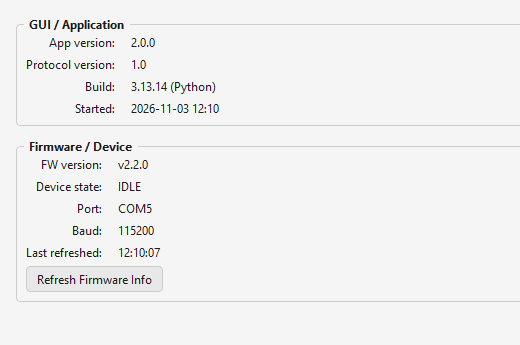 GUI / Application
App version: 2.0.0
Protocol version: 1.0
Build: 3.13.14 (Python)
Started: 2026-11-03 12:10
Firmware / Device
FW version: v2.2.0
Device state: IDLE
Port: COM5
Baud: 115200
Last refreshed: 12:10:07
Refresh Firmware Info